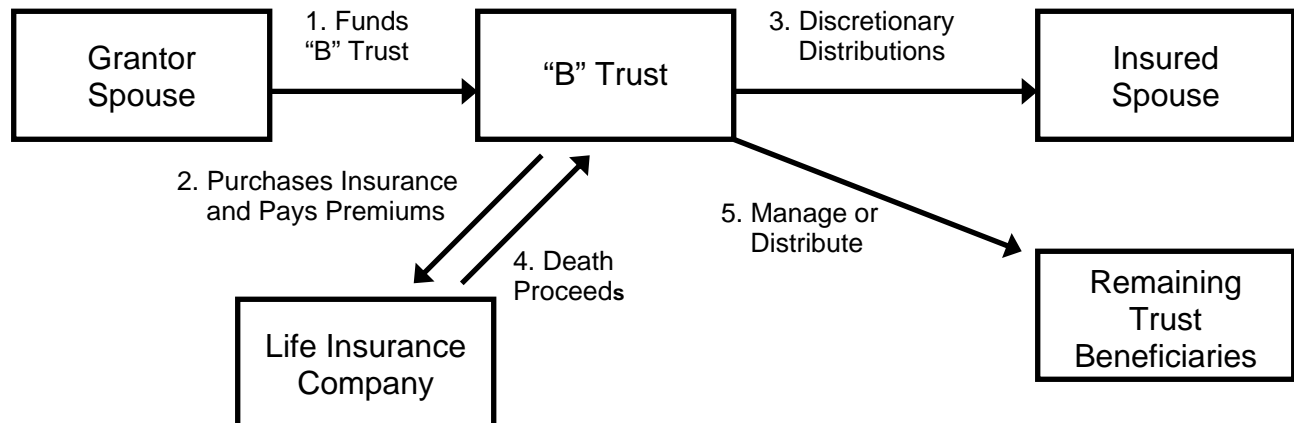 Grantor
Spouse
1. Funds
“B” Trust
“B” Trust
3. Discretionary
Distributions
Insured
Spouse
2. Purchases Insurance
and Pays Premiums
4. Death
Proceeds
5. Manage or
Distribute
Life Insurance
Company
Remaining
Trust
Beneficiaries